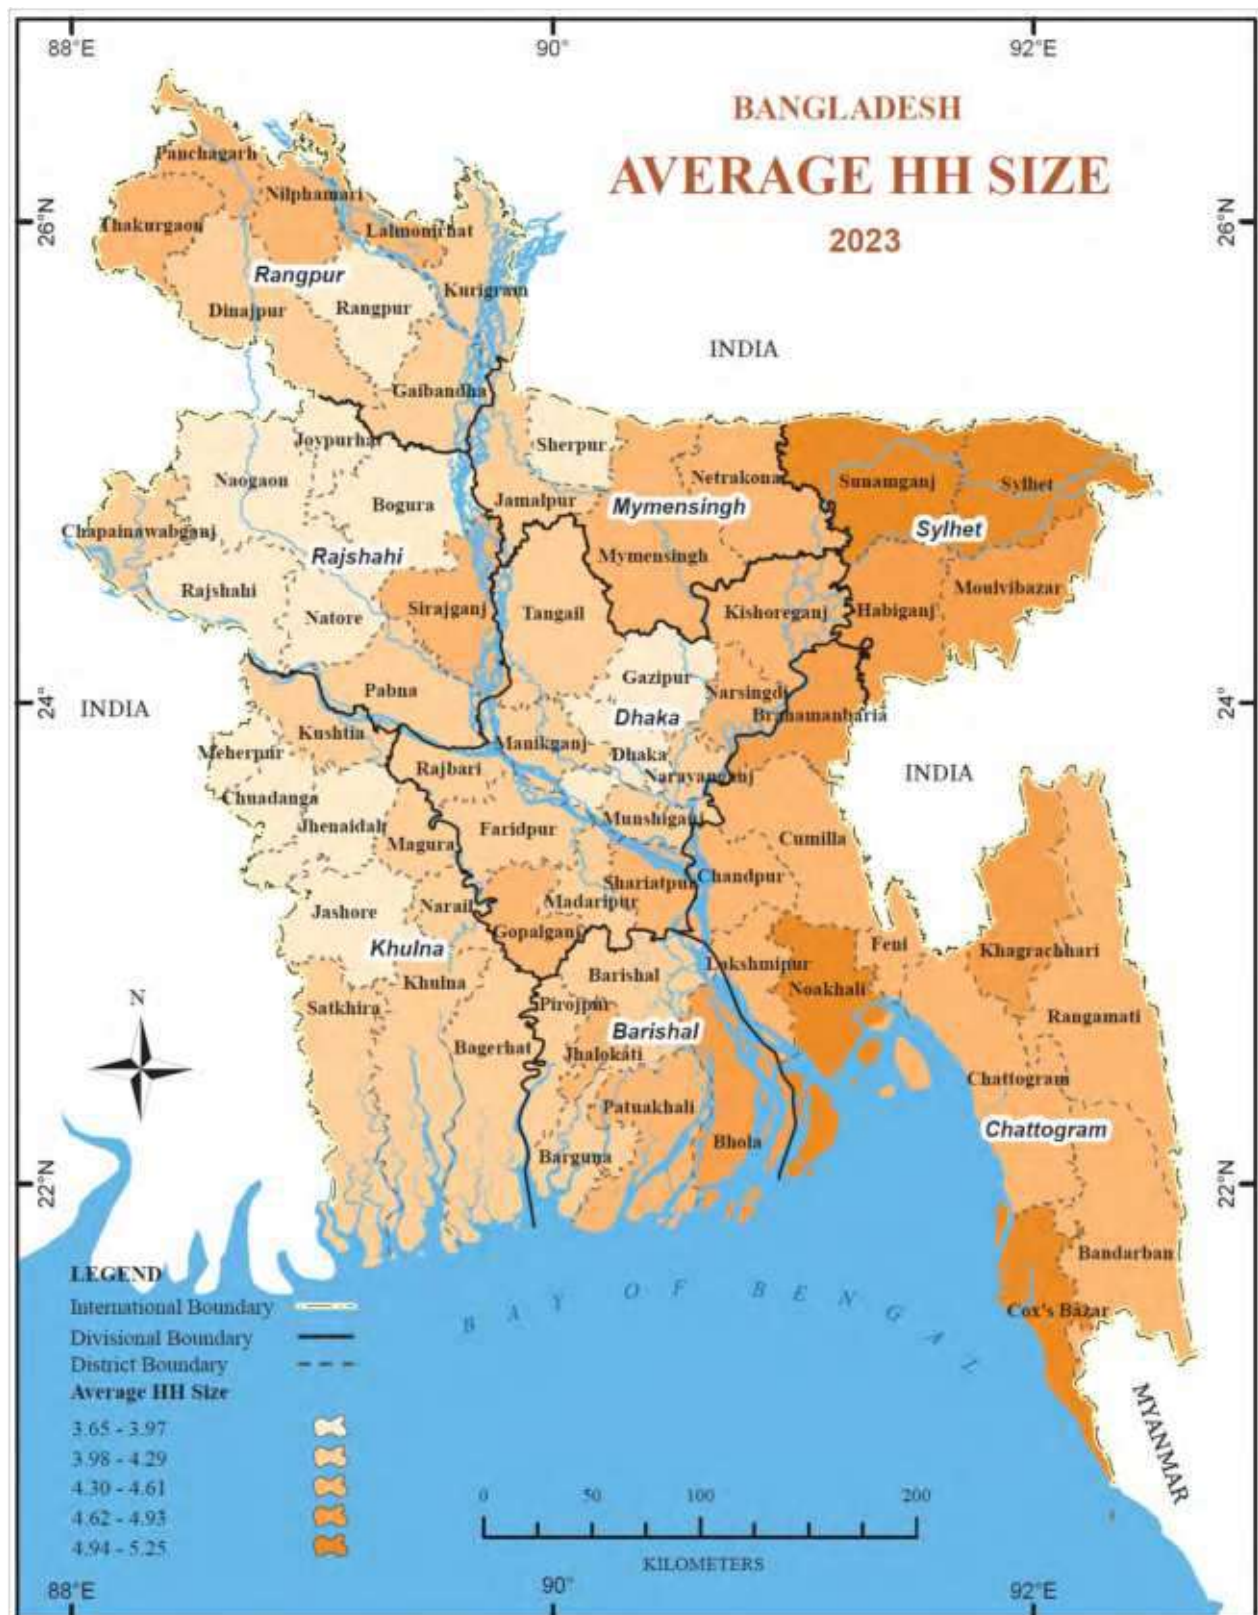 88°E 90° 92°E
BANGLADESH
AVERAGE HH SIZE
2023
26°N 26°N
Panchagarh
Nilphamari
Thakurgaon
Lalmonirhat
Rangpur
Kurigram
Dinajpur
Rangpur
INDIA
Gaibandha
Joypurhat
Sherpur
Naogaon
Netrakona
Sunamganj
Sylhet
Bogura
Jamalpur
Mymensingh
Chapainawabganj
Sylhet
Rajshahi
Mymensingh
Rajshahi
Moulvibazar
Natore
Sirajganj
Tangail
Kishoreganj
Habiganj
Gazipur
24° 24°
INDIA
Pabna
Narsingdi
Dhaka
Brahamanbaria
Kushtia
Manikganj
Meherpur
Dhaka
Rajbari
Narayanganj
INDIA
Chuadanga
Jhenaidah
Munshiganj
Faridpur
Magura
Cumilla
Shariatpur
Chandpur
Jashore
Narail
Madaripur
Gopalganj
Khulna
Feni
Khagrachhari
Lakshmipur
Barishal
Khulna
Noakhali
N
Satkhira
Pirojpur
Rangamati
Barishal
Bagerhat
Jhalokati
Chattogram
Patuakhali
Chattogram
Bhola
Barguna
22°N 22°N
Bandarban
LEGEND
International Boundary
BAY OF BENGAL
Cox's Bazar
Divisional Boundary
District Boundary
Average HH Size
MYANMAR
3.65 - 3.97
3.98 - 4.29
4.30 - 4.61
4.62 - 4.93
4.94 - 5.25
0 50 100 200
KILOMETERS
88°E 90° 92°E